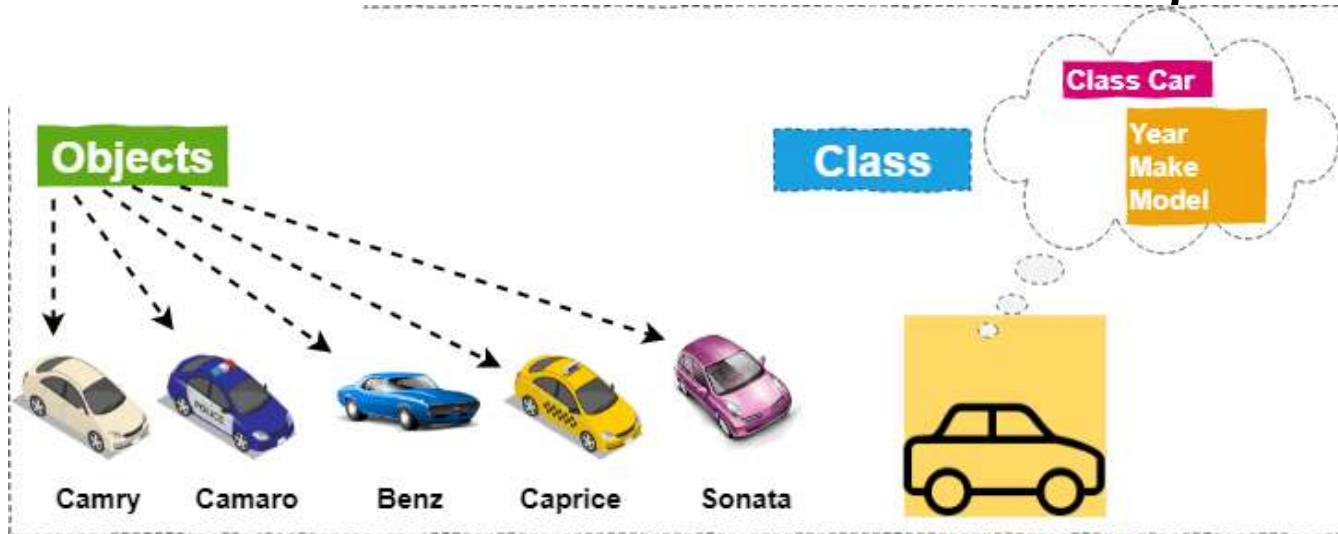 Class Car
Year
Make
Model
Objects
Class
POLICE
Camry
Camaro
Benz
Caprice
Sonata